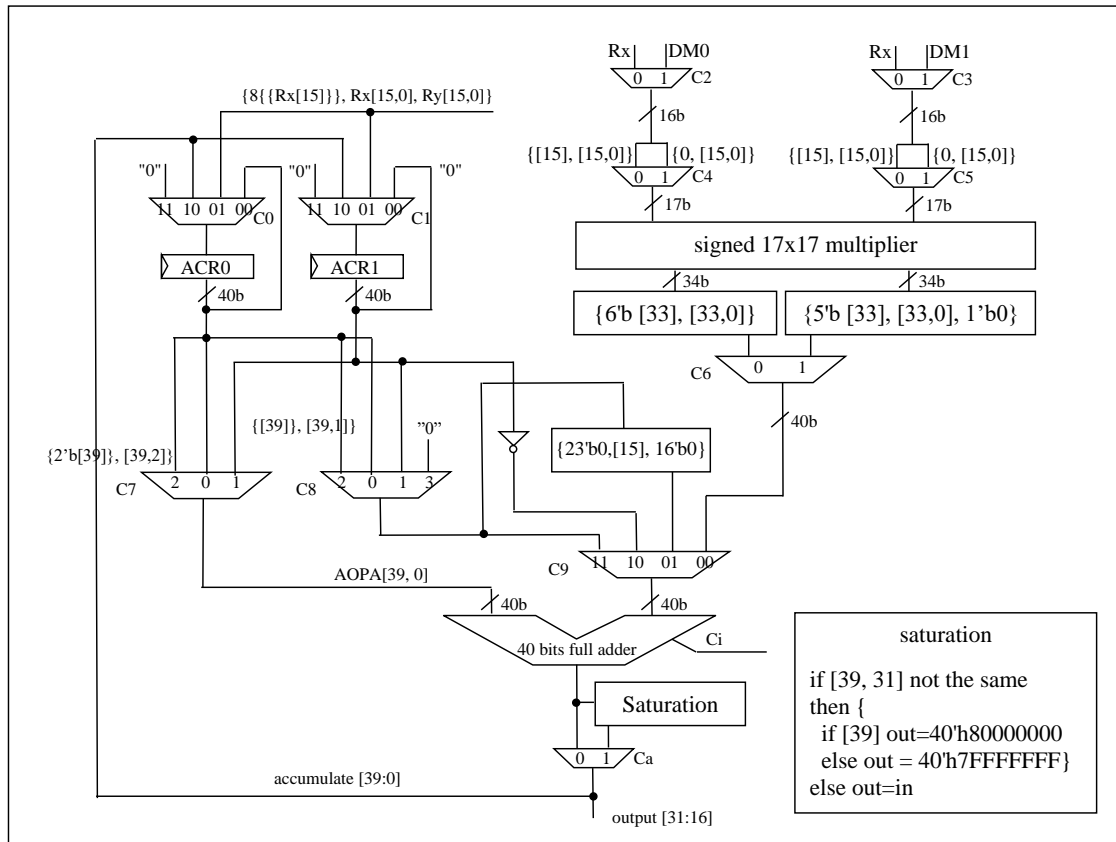 Rx DM0
0 1 C2
Rx DM1
0 1 C3
{8{{Rx[15]}}, Rx[15,0], Ry[15,0]}
16b
16b
"0" "0" "0" "0"
{[15], [15,0]} {0, [15,0]}
{[15], [15,0]} {0, [15,0]}
0 1 C4
0 1 C5
11 10 01 00 C0
11 10 01 00 C1
17b
17b
signed 17x17 multiplier
ACR0
ACR1
40b
40b
34b
34b
{6'b [33], [33,0]}
{5'b [33], [33,0], 1’b0}
0 1
C6
40b
{[39]}, [39,1]}
”0”
{23'b0,[15], 16'b0}
{2’b[39]}, [39,2]}
C7 2 0 1
C8 2 0 1 3
C9 11 10 01 00
AOPA[39, 0]
40b
40b
40 bits full adder
Ci
Saturation
0 1 Ca
accumulate [39:0]
output [31:16]
saturation
if [39, 31] not the same
then {
if [39] out=40'h80000000
else out = 40'h7FFFFFFF}
else out=in